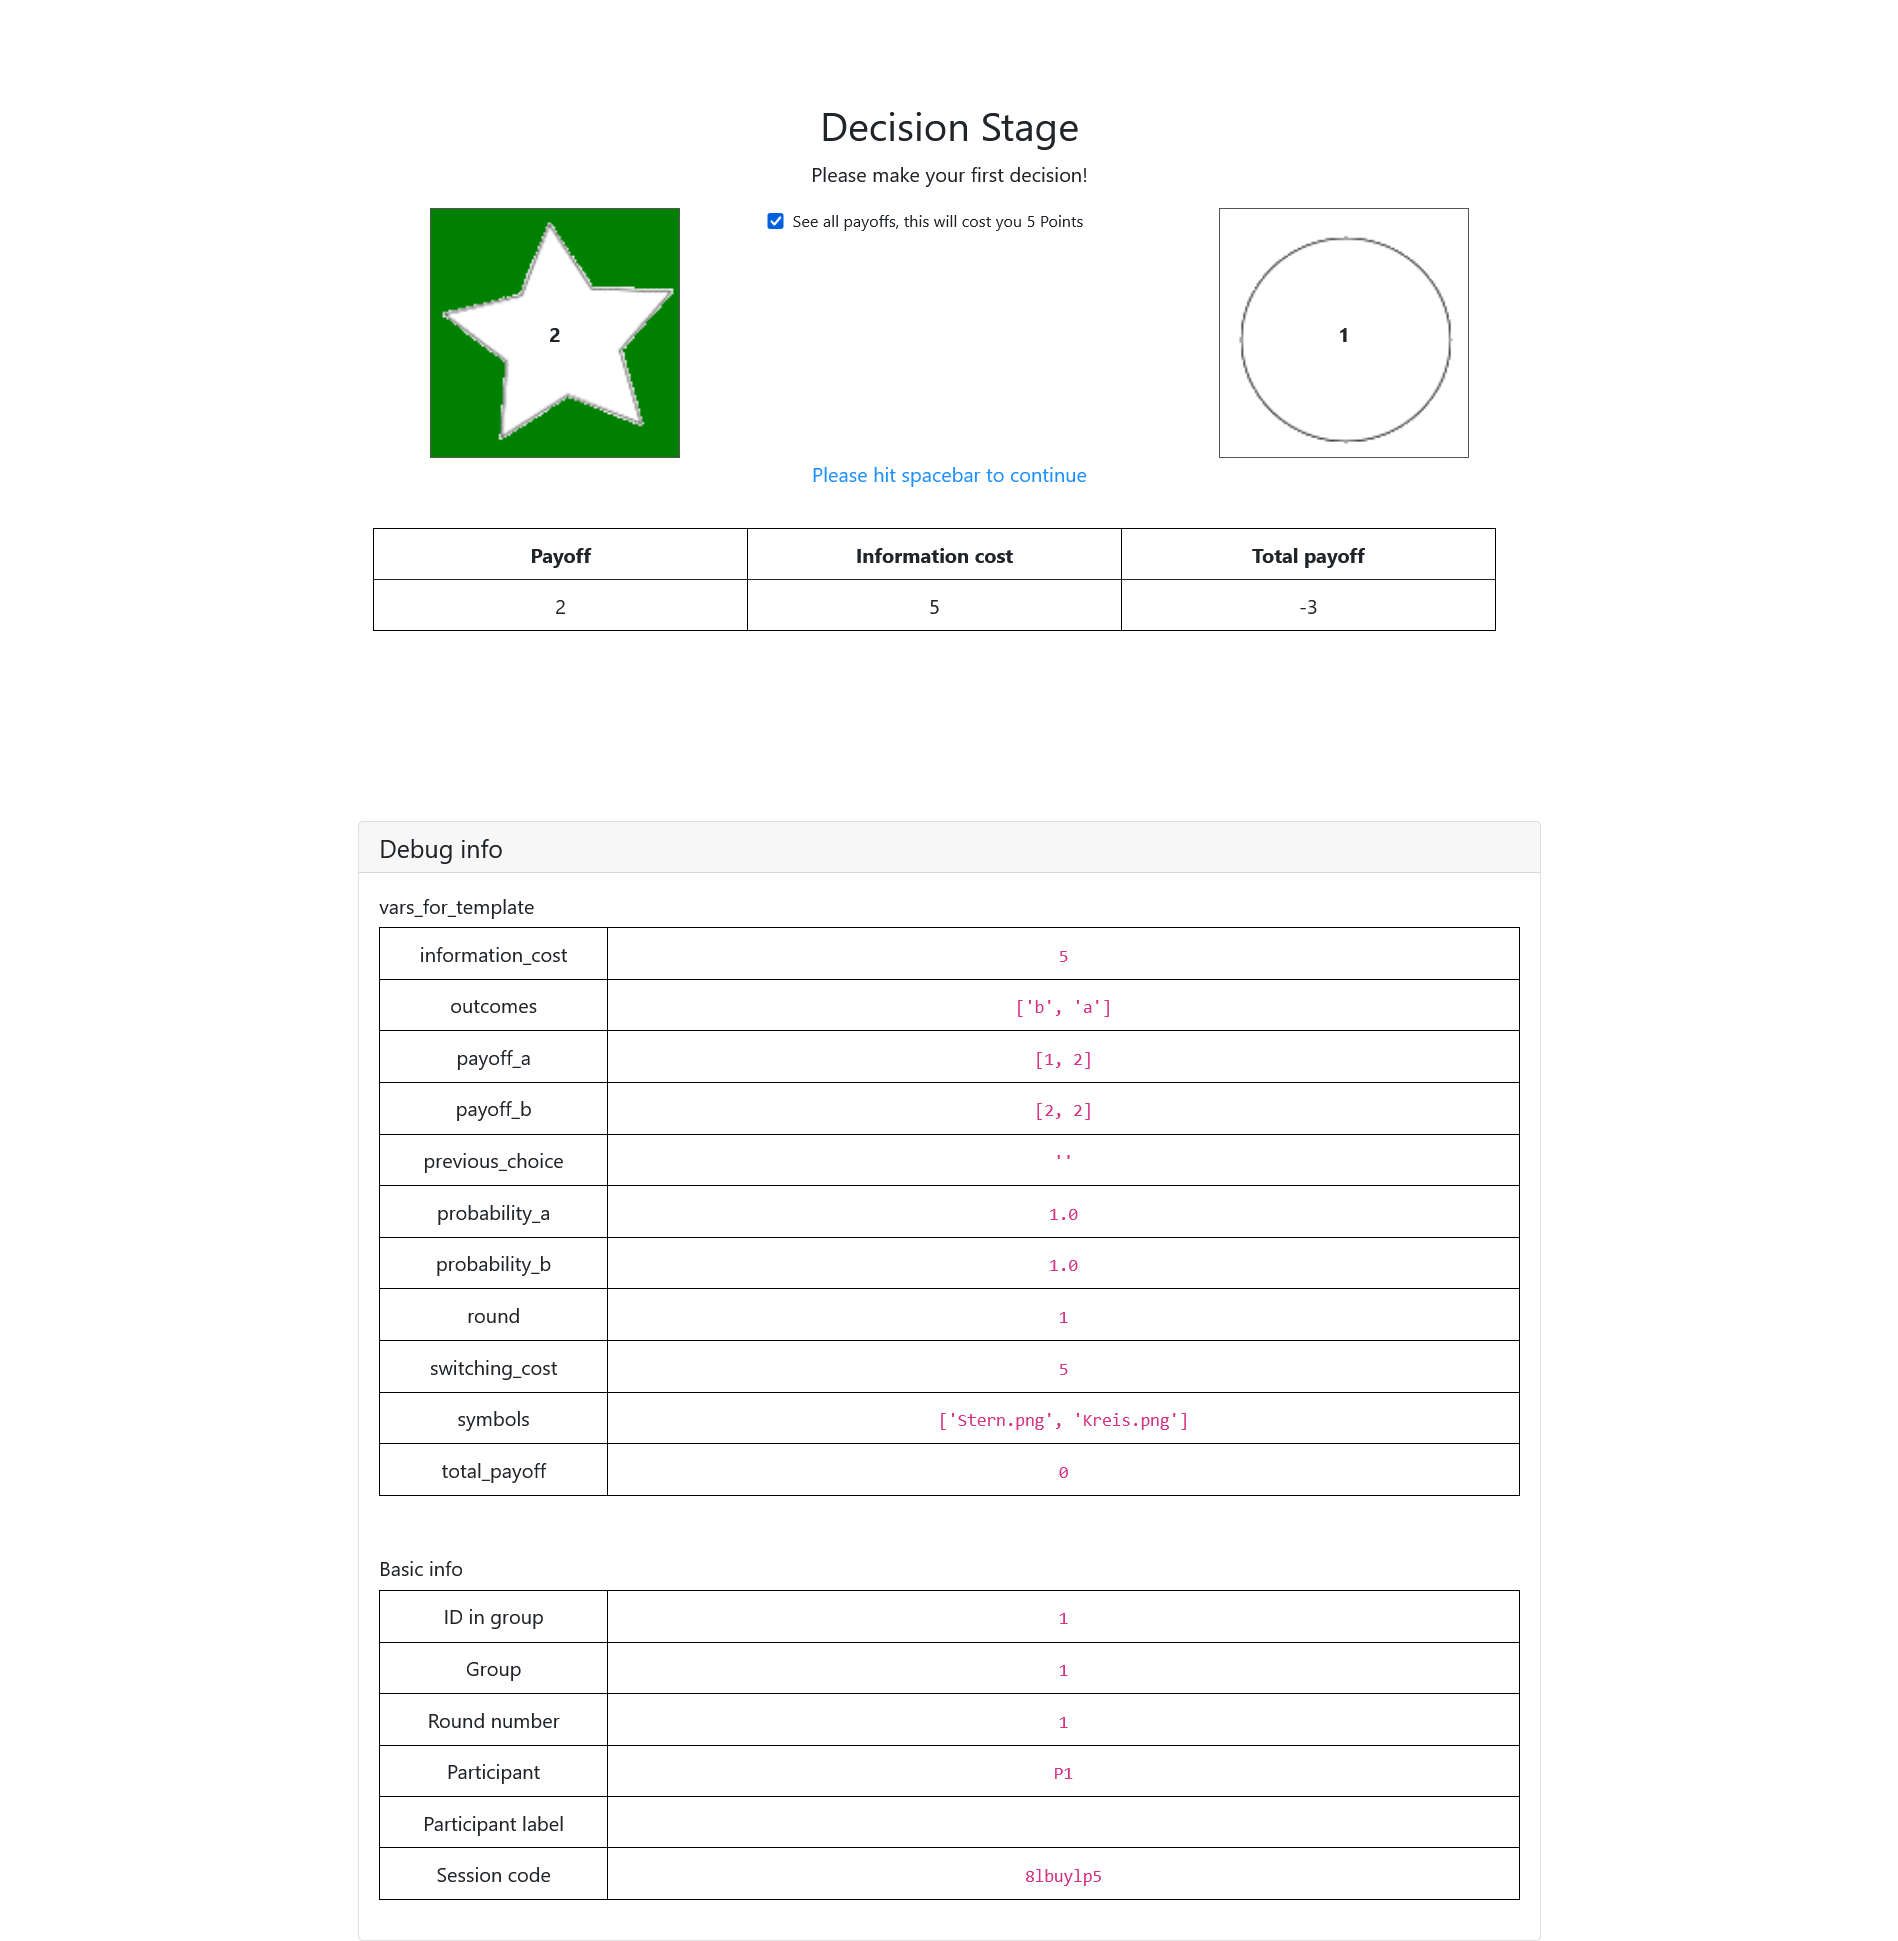 Decision Stage
Please make your first decision!
See all payoffs, this will cost you 5 Points
2
1
Please hit spacebar to continue
Payoff Information cost Total payoff
2 5 -3
Debug info
vars_for_template
information_cost 5
outcomes ['b', 'a']
payoff_a [1, 2]
payoff_b [2, 2]
previous_choice ''
probability_a 1.0
probability_b 1.0
round 1
switching_cost 5
symbols ['Stern.png', 'Kreis.png']
total_payoff 0
Basic info
ID in group 1
Group 1
Round number 1
Participant P1
Participant label
Session code 8lbuylp5